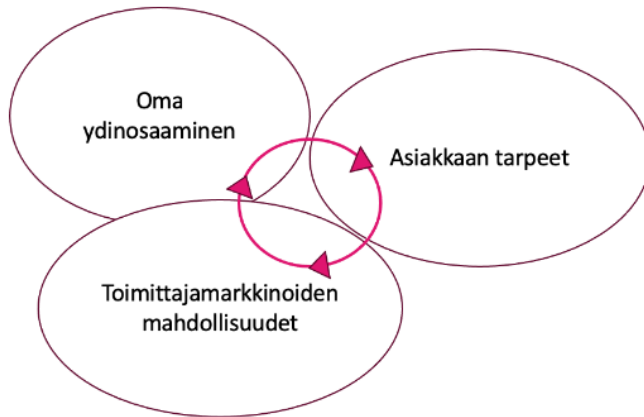 Oma
ydinosaaminen
Asiakkaan tarpeet
Toimittajamarkkinoiden
mahdollisuudet